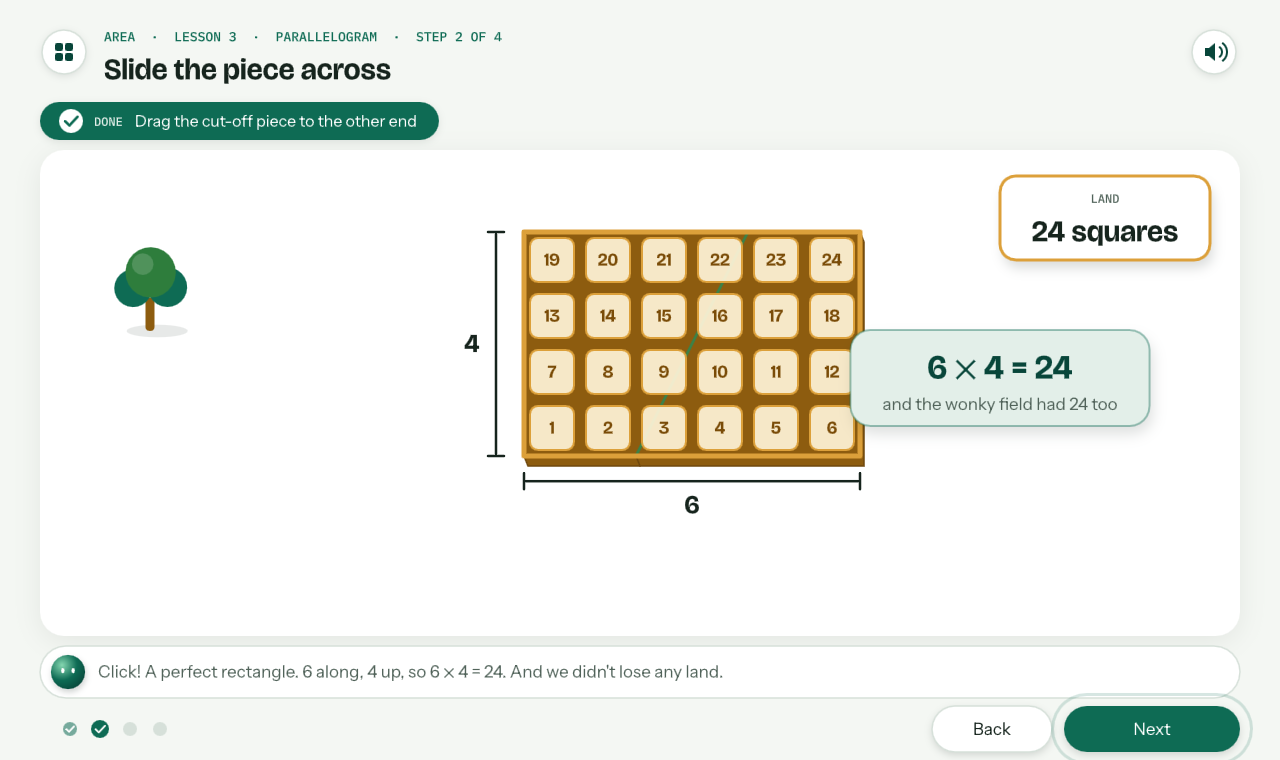 AREA · LESSON 3 · PARALLELOGRAM · STEP 2 OF 4
Slide the piece across
DONE Drag the cut-off piece to the other end
LAND
24 squares
19 20 21 22 23 24
13 14 15 16 17 18
7 8 9 10 11 12
1 2 3 4 5 6
4
6
6 × 4 = 24
and the wonky field had 24 too
Click! A perfect rectangle. 6 along, 4 up, so 6 × 4 = 24. And we didn't lose any land.
Back
Next